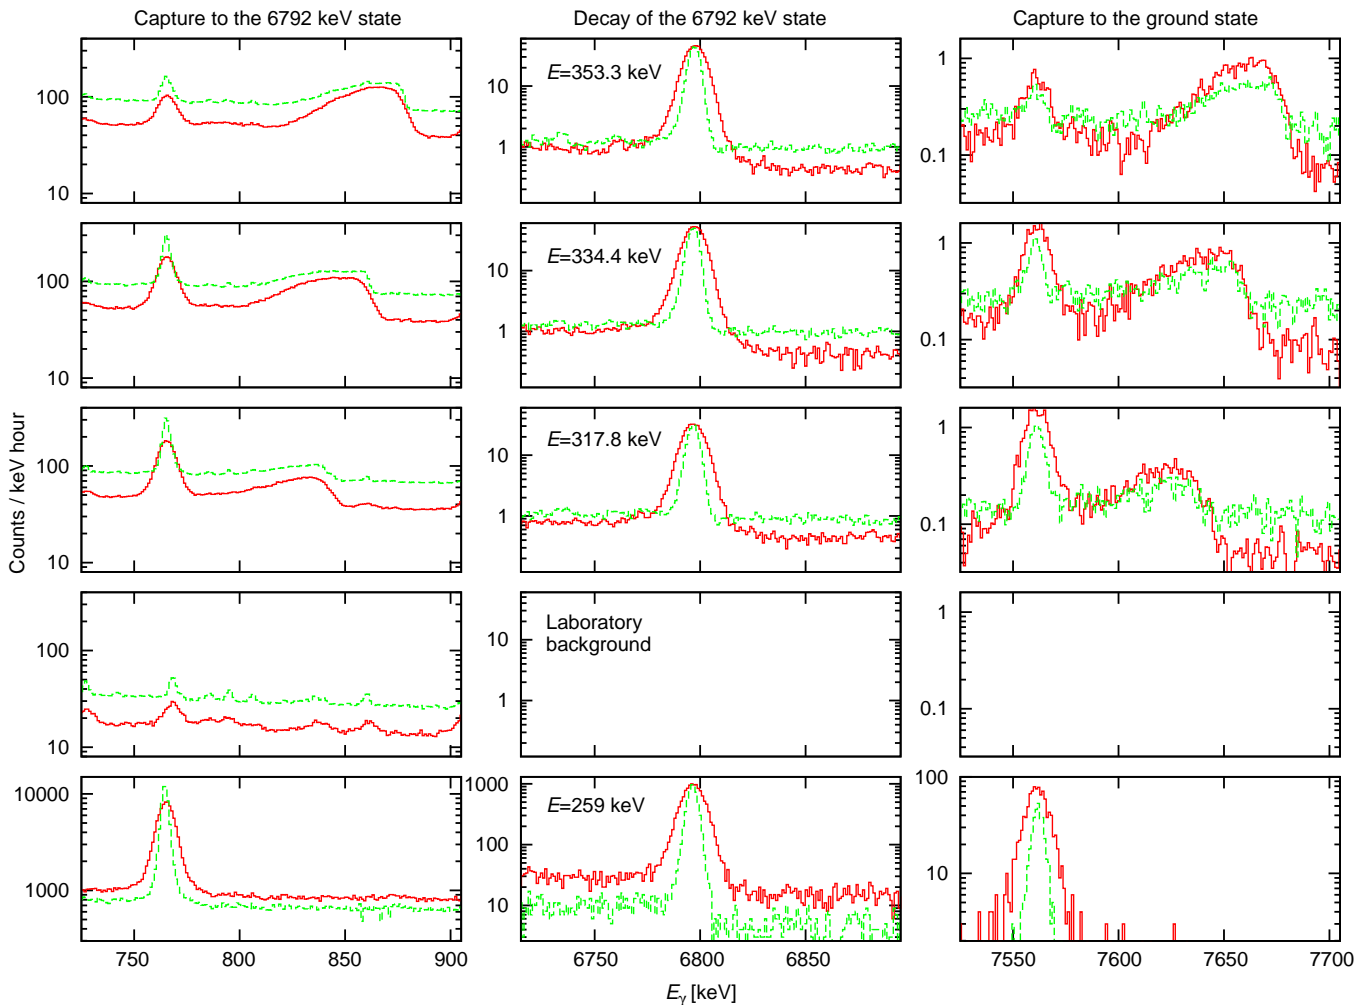 Capture to the 6792 keV state
Decay of the 6792 keV state
Capture to the ground state
Counts / keV hour
100
10
E=353.3 keV
10
1
1
0.1
100
10
E=334.4 keV
10
1
1
0.1
100
10
E=317.8 keV
10
1
1
0.1
100
10
Laboratory
background
10
1
1
0.1
10000
1000
E=259 keV
1000
100
10
100
10
1
750 800 850 900
6750 6800 6850
7550 7600 7650 7700
Eγ [keV]